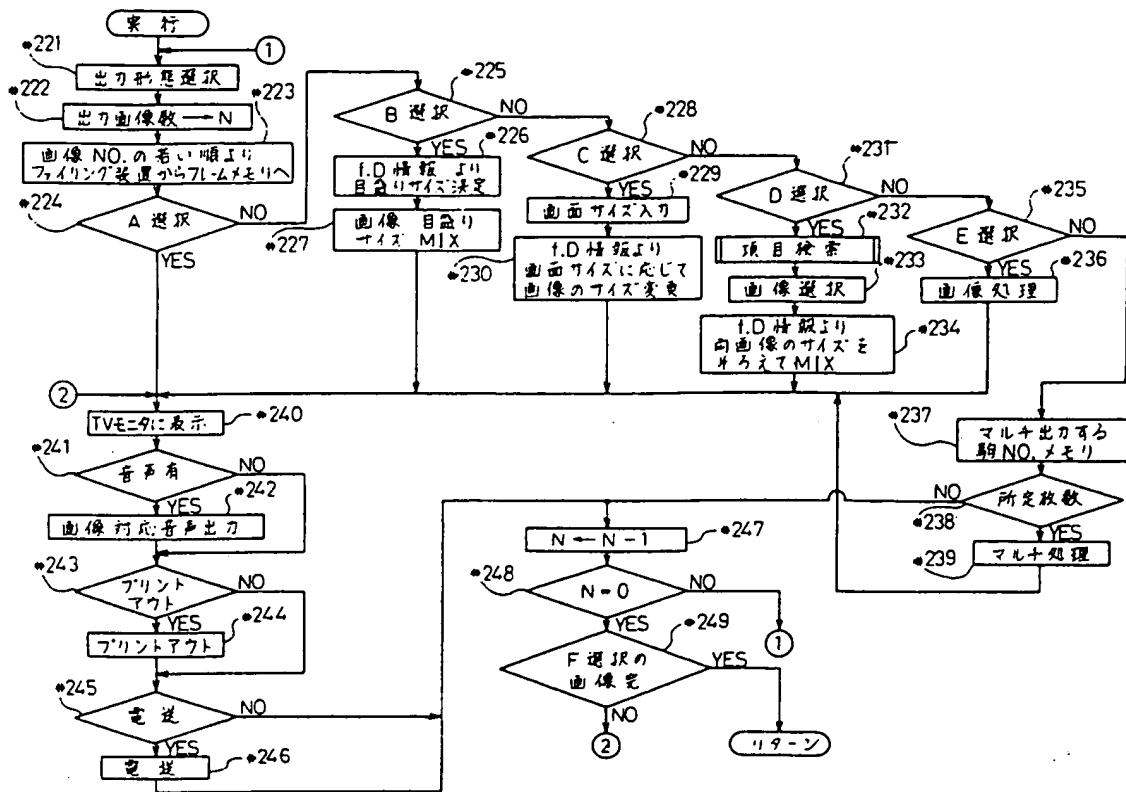 実行
①
*221
出力形態選択
*222
*223
出力画像数→N
画像NO.の若い順より
ファイリング装置からフレームメモリへ
*224
A選択
NO
YES
*225
B選択
NO
YES
*226
f.D情報より
目盛りサイズ決定
*227
画像 目盛り
サイズMIX
*228
C選択
NO
YES
*229
画面サイズ入力
*230
f.D情報より
画面サイズに応じて
画像のサイズ変更
*231
D選択
NO
YES
*232
項目検索
*233
画像選択
*234
f.D情報より
両画像のサイズを
そろえてMIX
*235
E選択
NO
YES
*236
画像処理
*237
マルチ出力する
駒NO.メモリ
*238
所定枚数
NO
YES
*239
マルチ処理
②
*240
TVモニタに表示
*241
音声有
NO
YES
*242
画像対応音声出力
*243
プリント
アウト
NO
YES
*244
プリントアウト
*245
電送
NO
YES
*246
電送
*247
N←N-1
*248
N=0
NO
YES
①
*249
F選択の
画像完
YES
NO
②
リターン